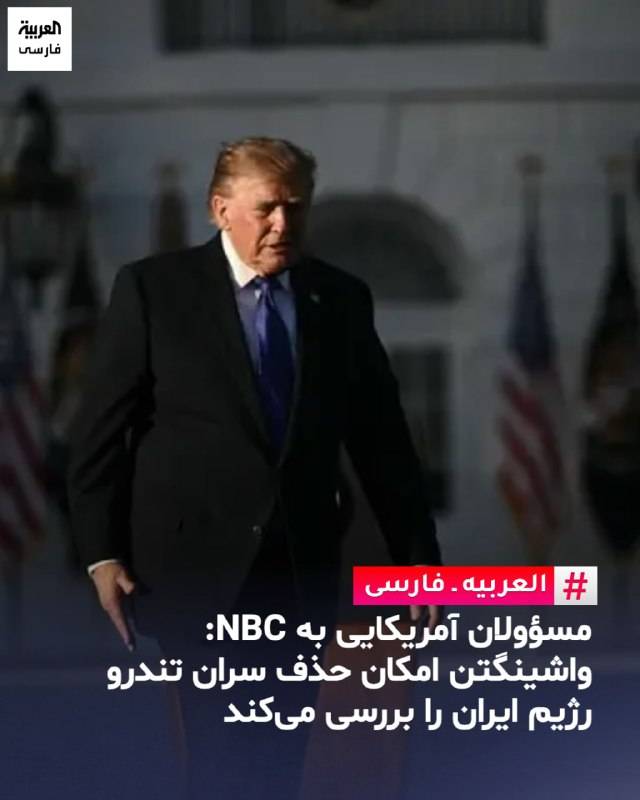 العربية
فارسی
# العربیه ـ فارسی
مسؤولان آمریکایی به NBC:
واشینگتن امکان حذف سران تندرو
رژیم ایران را بررسی می‌کند